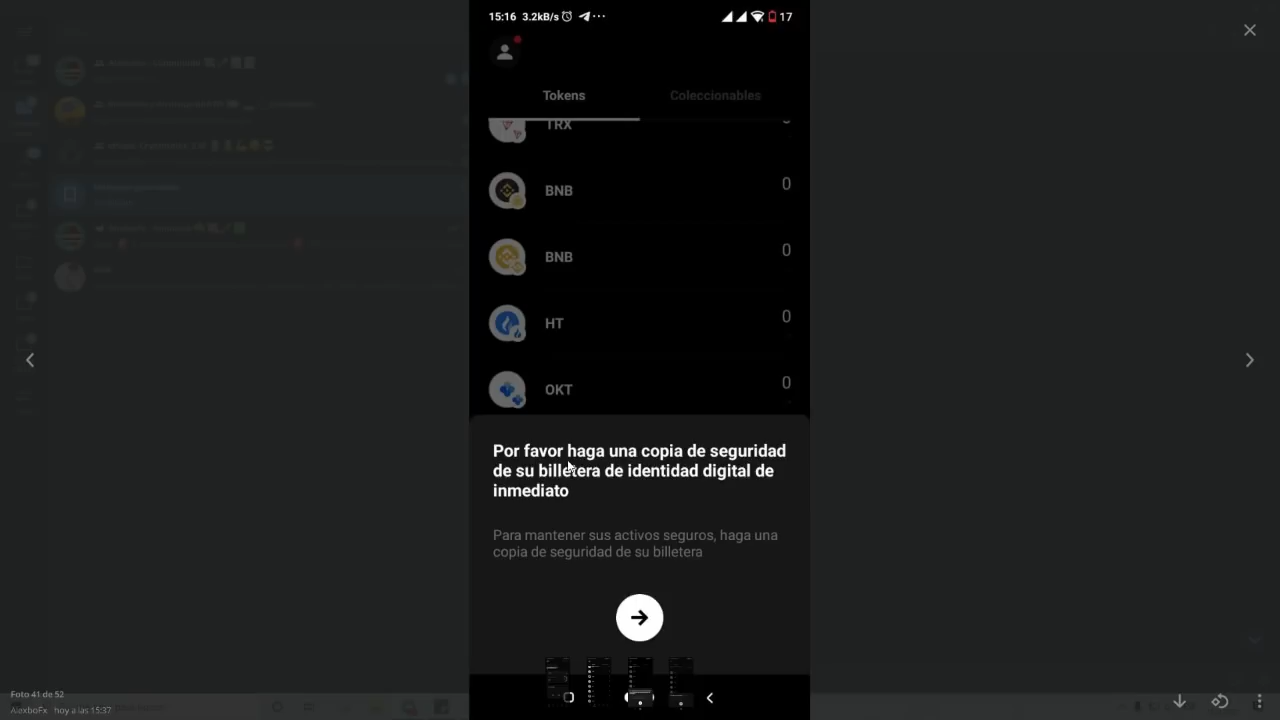 15:16 3.2kB/s
17
Tokens
Coleccionables
TRX
BNB
0
BNB
0
HT
0
OKT
0
Por favor haga una copia de seguridad
de su billetera de identidad digital de
inmediato
Para mantener sus activos seguros, haga una
copia de seguridad de su billetera
Foto 41 de 52
AlexboFx hoy a las 15:37